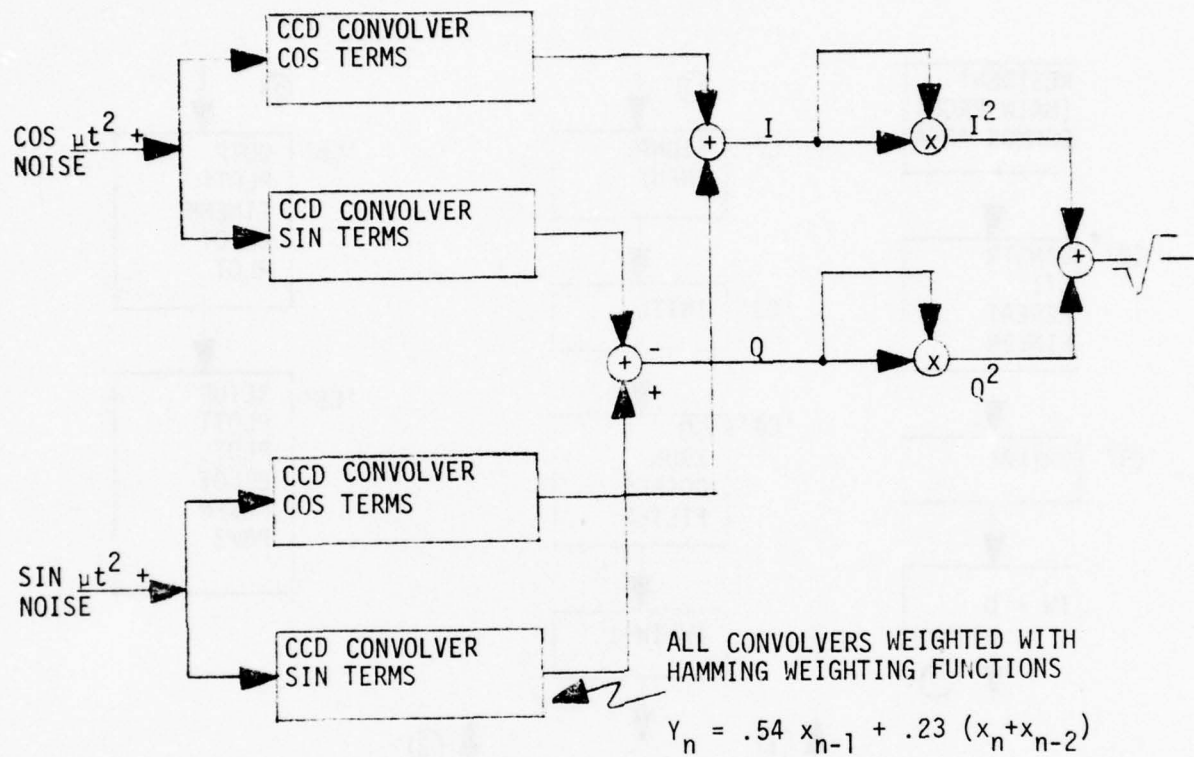 CCD CONVOLVER
COS TERMS
COS μt² +
NOISE
CCD CONVOLVER
SIN TERMS
+
I
x
I²
+
√
-
+
+
Q
x
Q²
CCD CONVOLVER
COS TERMS
SIN μt² +
NOISE
CCD CONVOLVER
SIN TERMS
ALL CONVOLVERS WEIGHTED WITH
HAMMING WEIGHTING FUNCTIONS
Yₙ = .54 xₙ₋₁ + .23 (xₙ+xₙ₋₂)